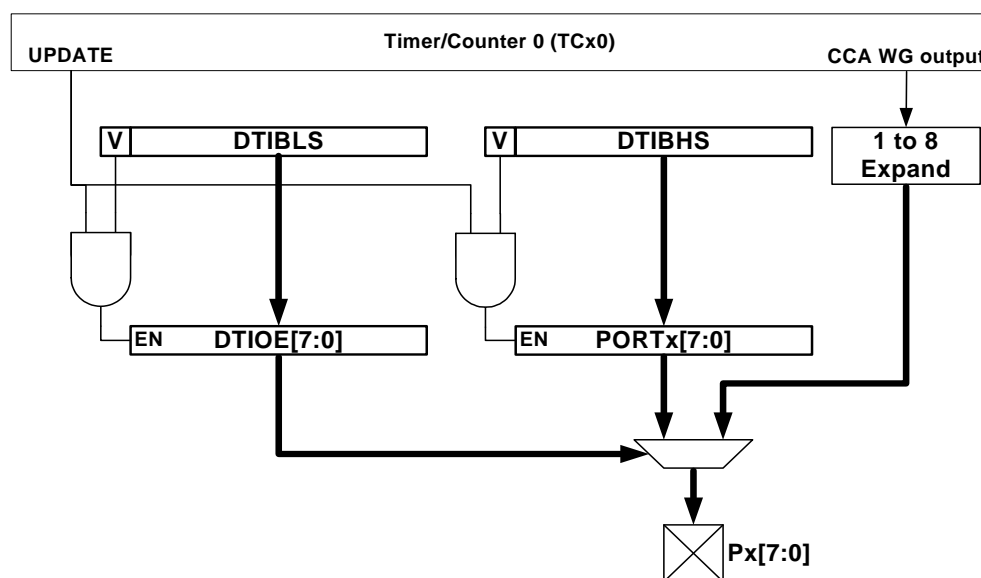 Timer/Counter 0 (TCx0)
UPDATE
CCA WG output
V
DTIBLS
V
DTIBHS
1 to 8
Expand
EN
DTIOE[7:0]
EN
PORTx[7:0]
Px[7:0]